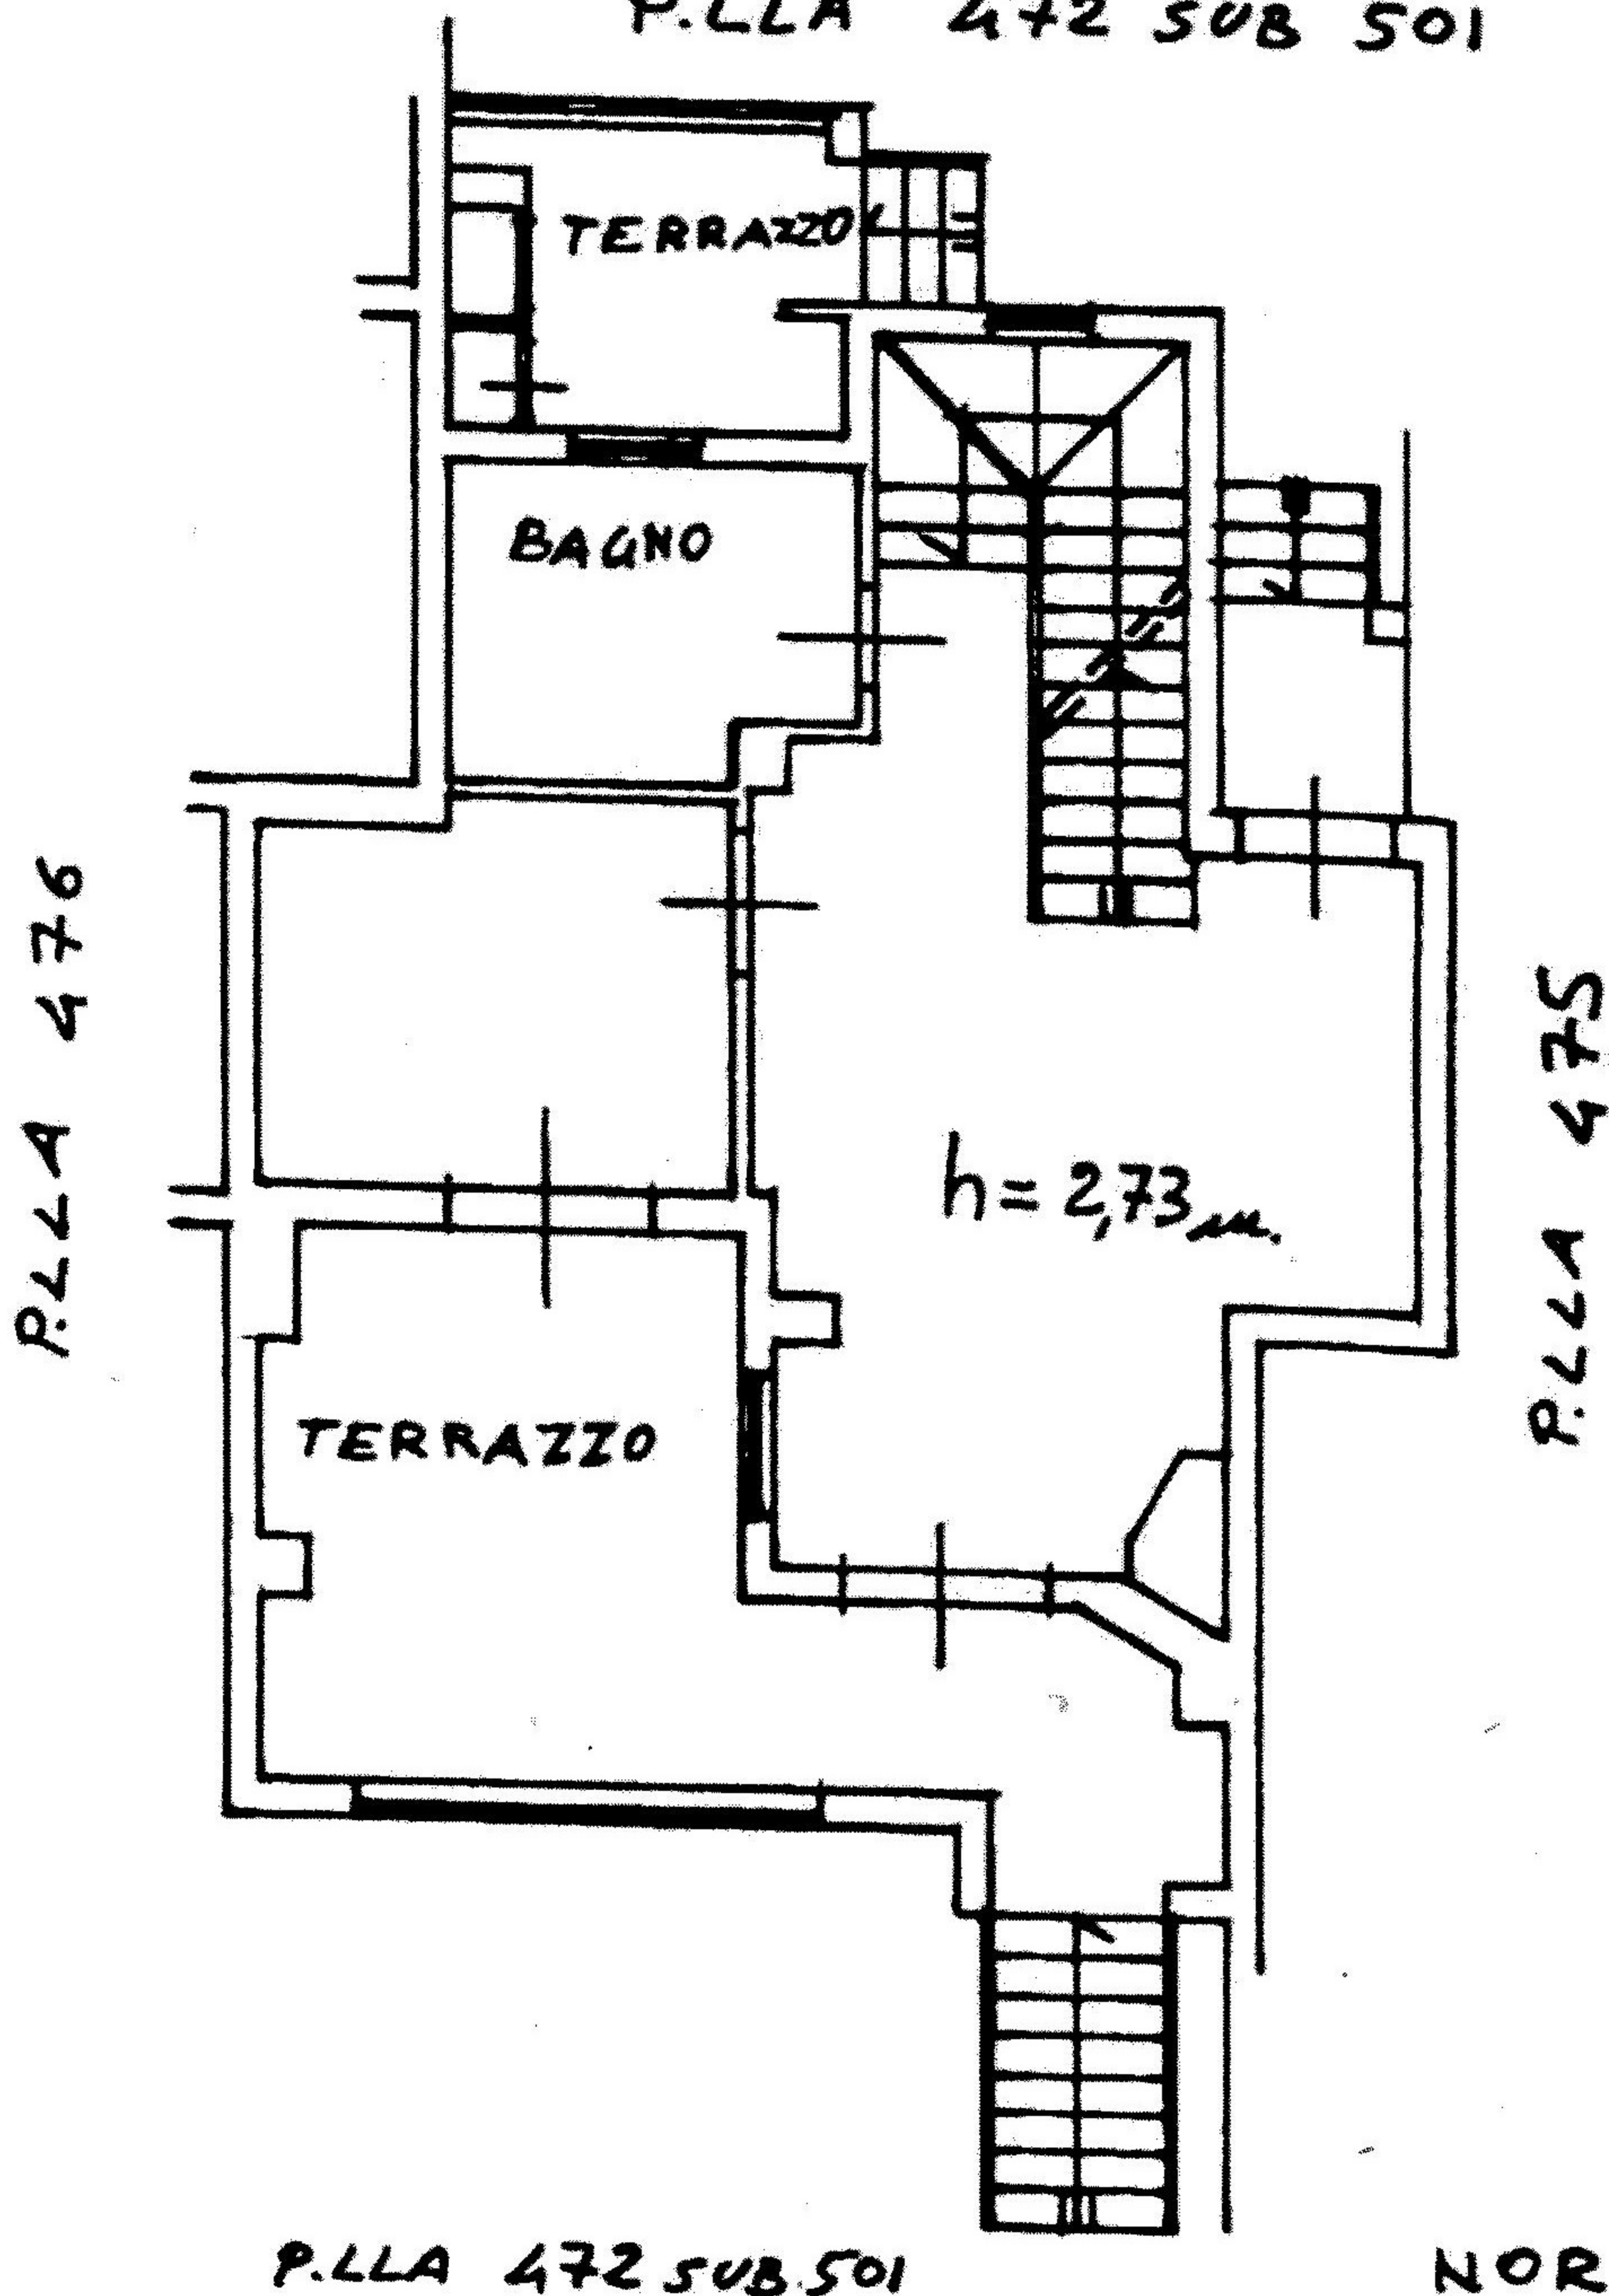 P.LLA 472 SUB 501
TERRAZZO
BAGNO
P.LLA 476
P.LLA 475
h = 2,73 m.
TERRAZZO
P.LLA 472 SUB.501
NOR